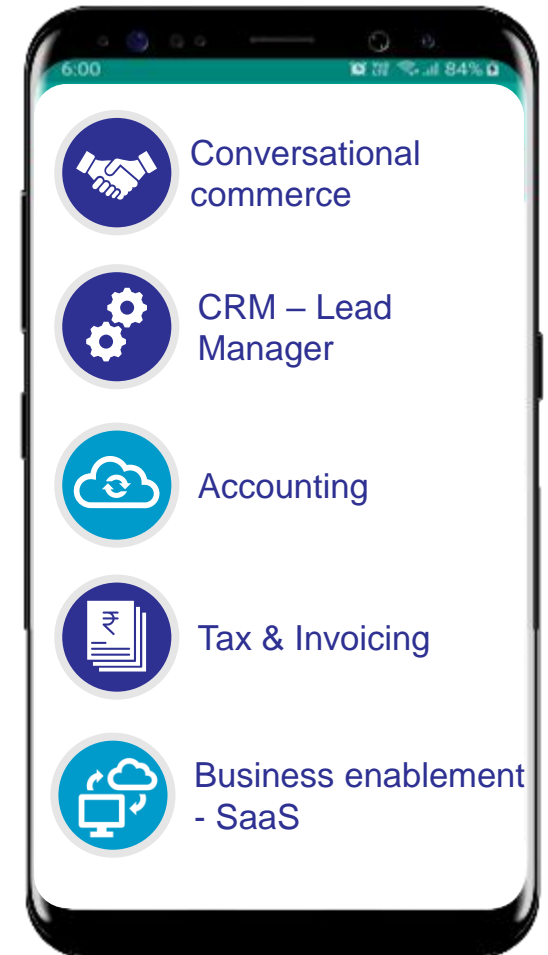 6:00
84%
Conversational
commerce
CRM – Lead
Manager
Accounting
₹
Tax & Invoicing
Business enablement
- SaaS